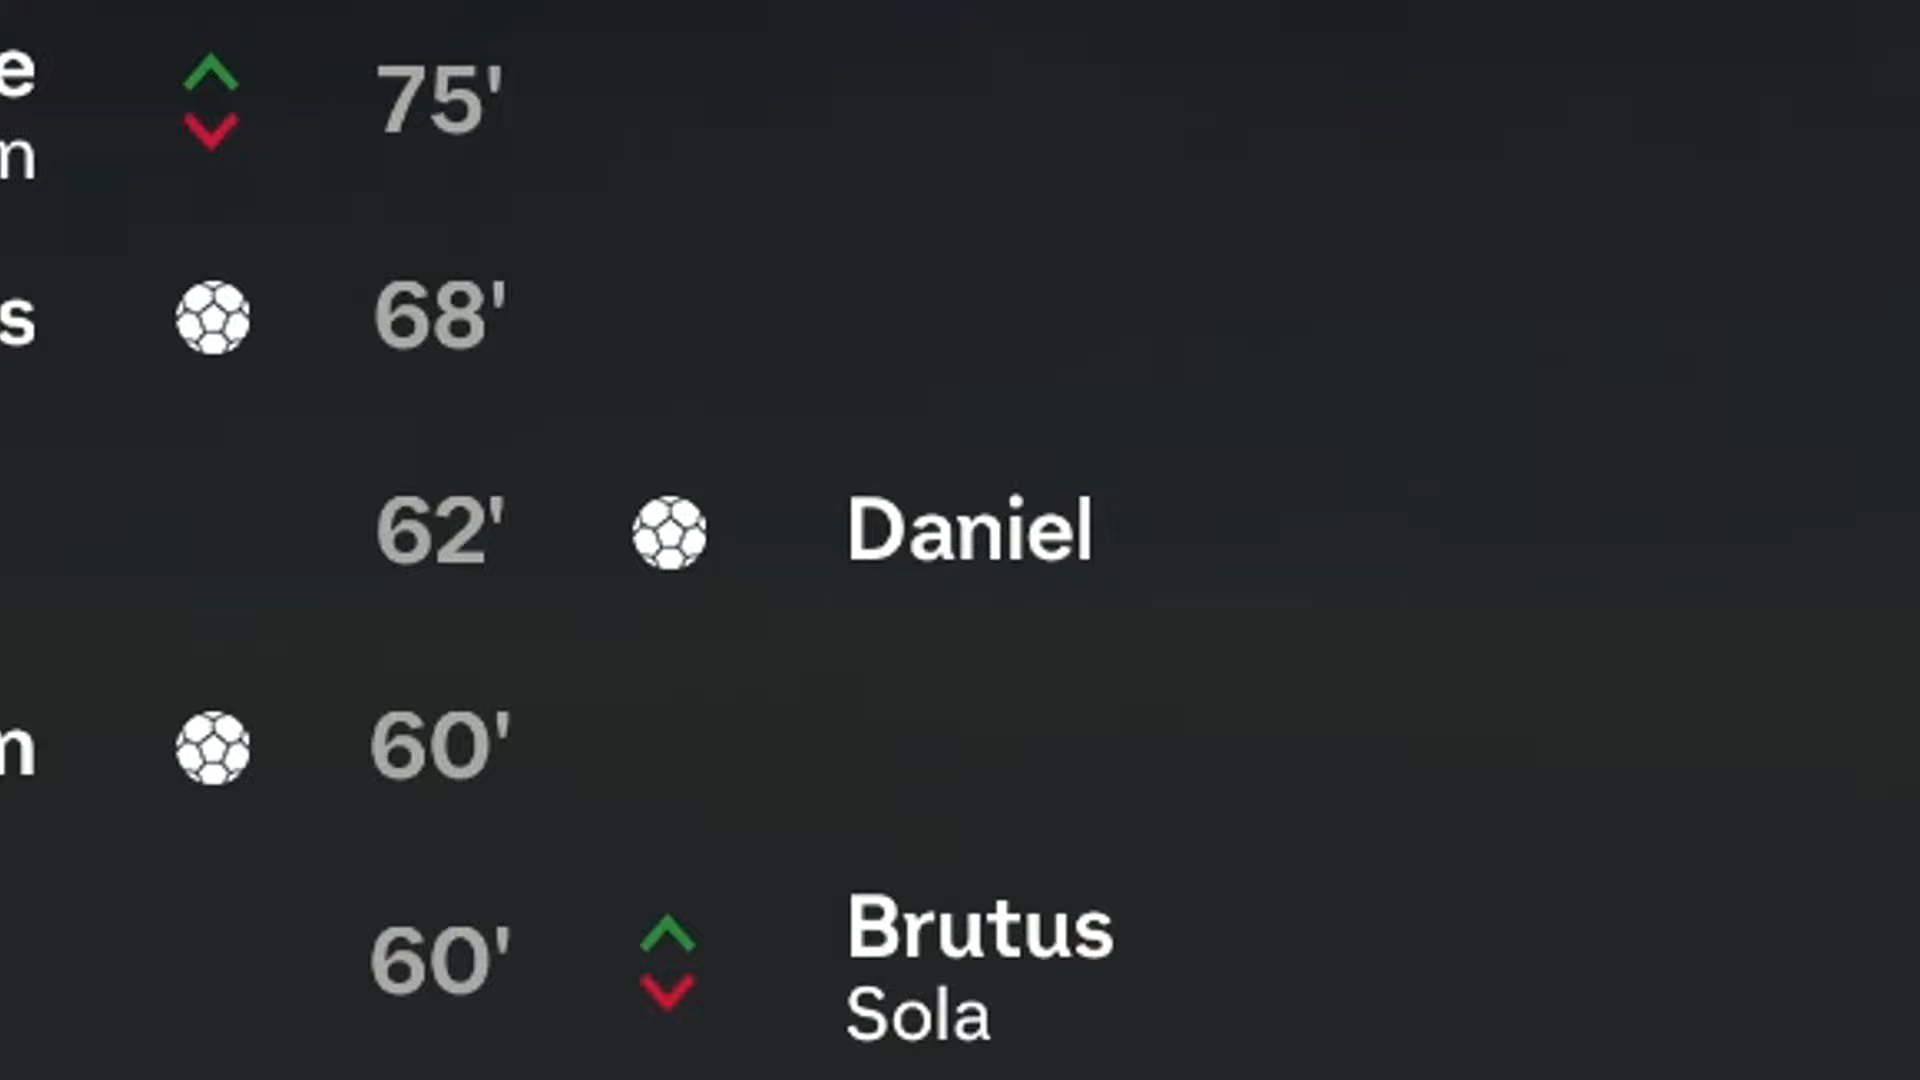 e 75'
m
s 68'
62' Daniel
m 60'
60' Brutus
Sola